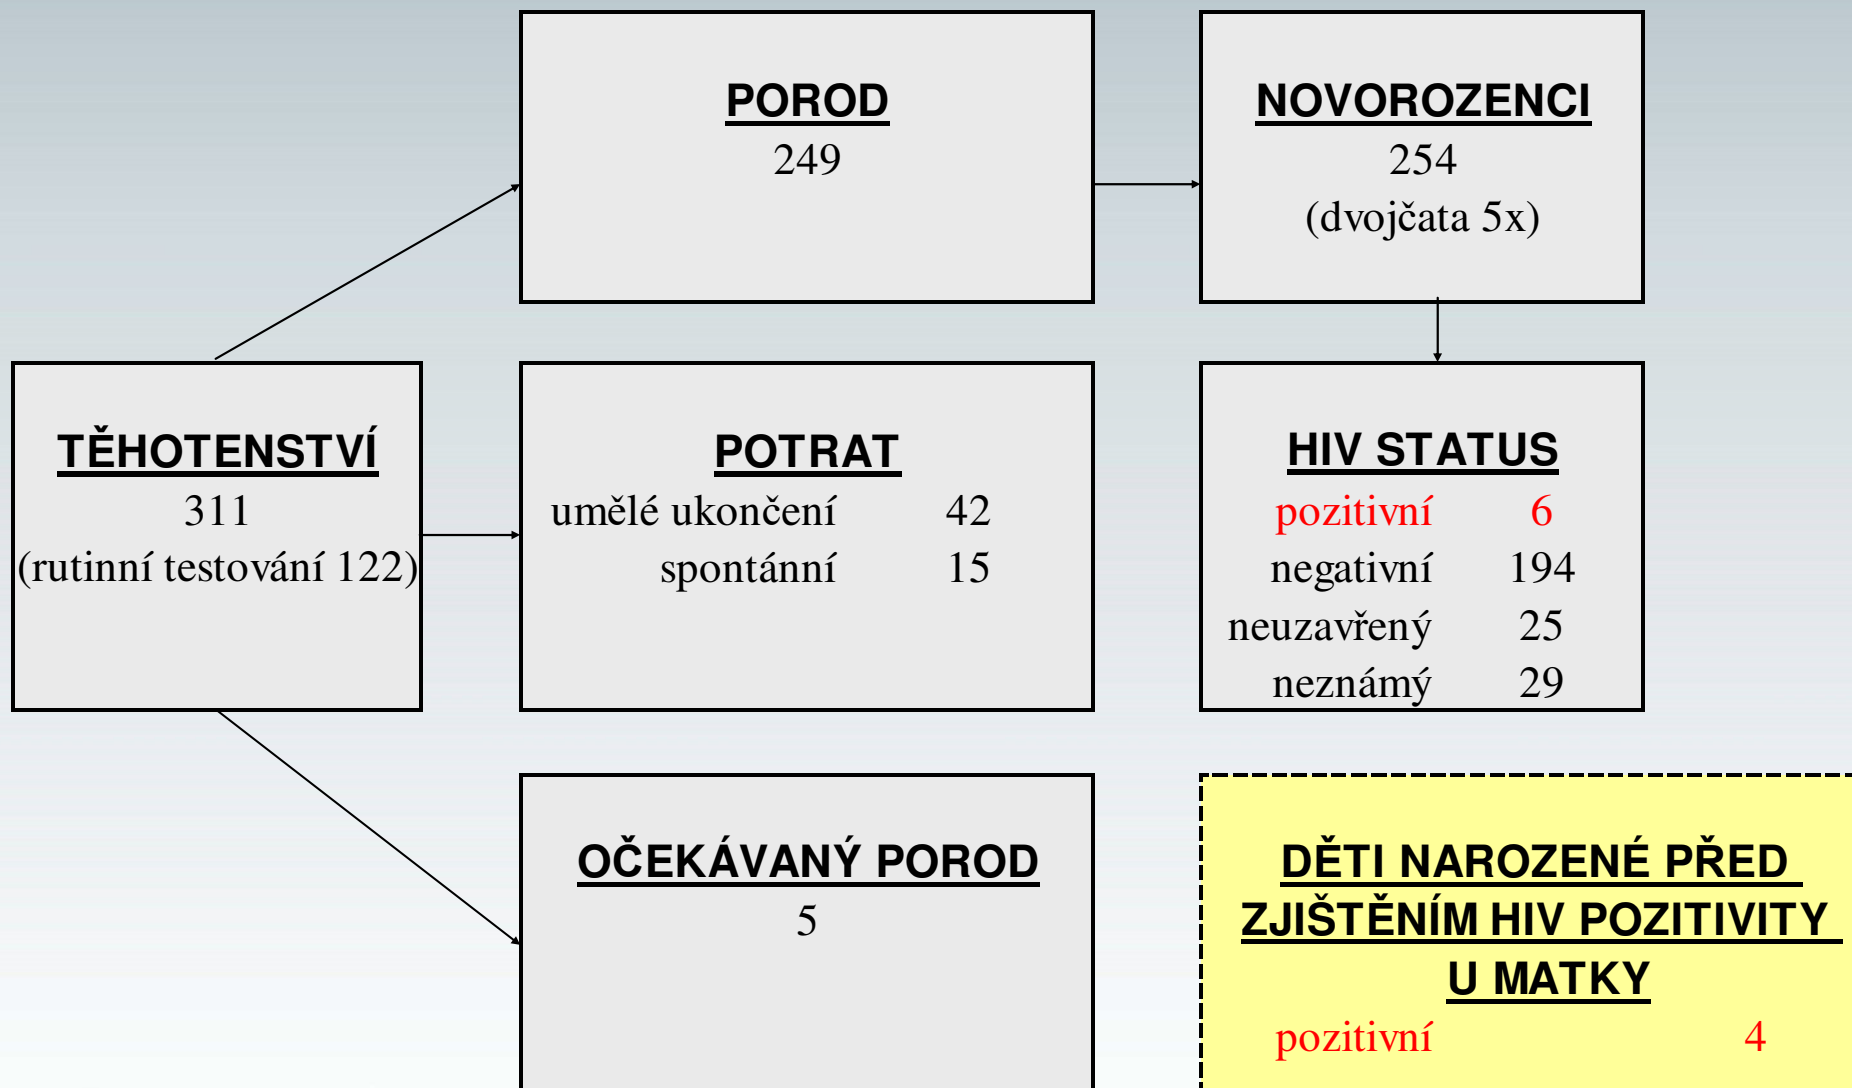 POROD
249
NOVOROZENCI
254
(dvojčata 5x)
TĚHOTENSTVÍ
311
(rutinní testování 122)
POTRAT
umělé ukončení 42
spontánní 15
HIV STATUS
pozitivní 6
negativní 194
neuzavřený 25
neznámý 29
OČEKÁVANÝ POROD
5
DĚTI NAROZENÉ PŘED
ZJIŠTĚNÍM HIV POZITIVITY
U MATKY
pozitivní 4